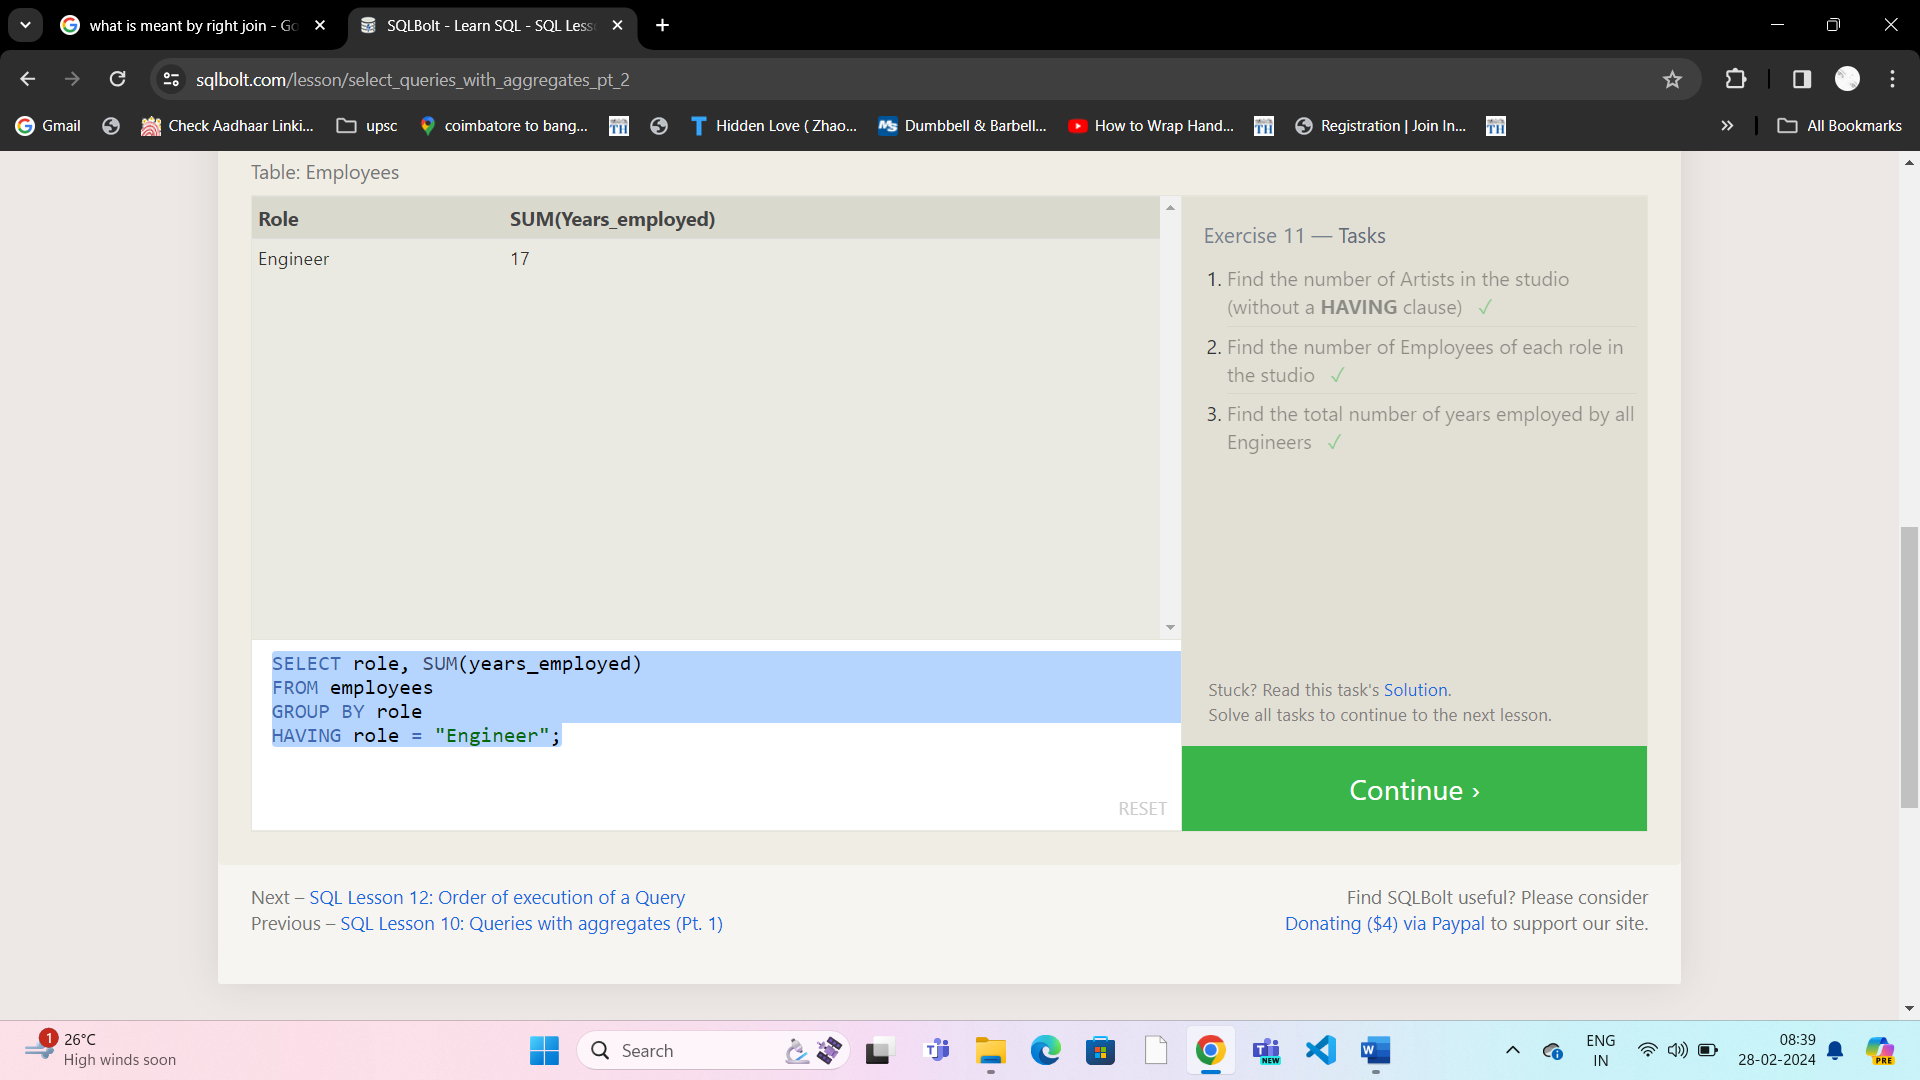 what is meant by right join - Go
SQLBolt - Learn SQL - SQL Less
sqlbolt.com/lesson/select_queries_with_aggregates_pt_2
Gmail
Check Aadhaar Linki...
upsc
coimbatore to bang...
TH
T Hidden Love ( Zhao...
MS Dumbbell & Barbell...
How to Wrap Hand...
TH
Registration | Join In...
TH
All Bookmarks
Table: Employees
Role SUM(Years_employed)
Engineer 17
Exercise 11 — Tasks
1. Find the number of Artists in the studio
(without a HAVING clause) ✓
2. Find the number of Employees of each role in
the studio ✓
3. Find the total number of years employed by all
Engineers ✓
SELECT role, SUM(years_employed)
FROM employees
GROUP BY role
HAVING role = "Engineer";
RESET
Stuck? Read this task's Solution.
Solve all tasks to continue to the next lesson.
Continue ›
Next – SQL Lesson 12: Order of execution of a Query
Previous – SQL Lesson 10: Queries with aggregates (Pt. 1)
Find SQLBolt useful? Please consider
Donating ($4) via Paypal to support our site.
1
26°C
High winds soon
Search
NEW
ENG
IN
08:39
28-02-2024
PRE